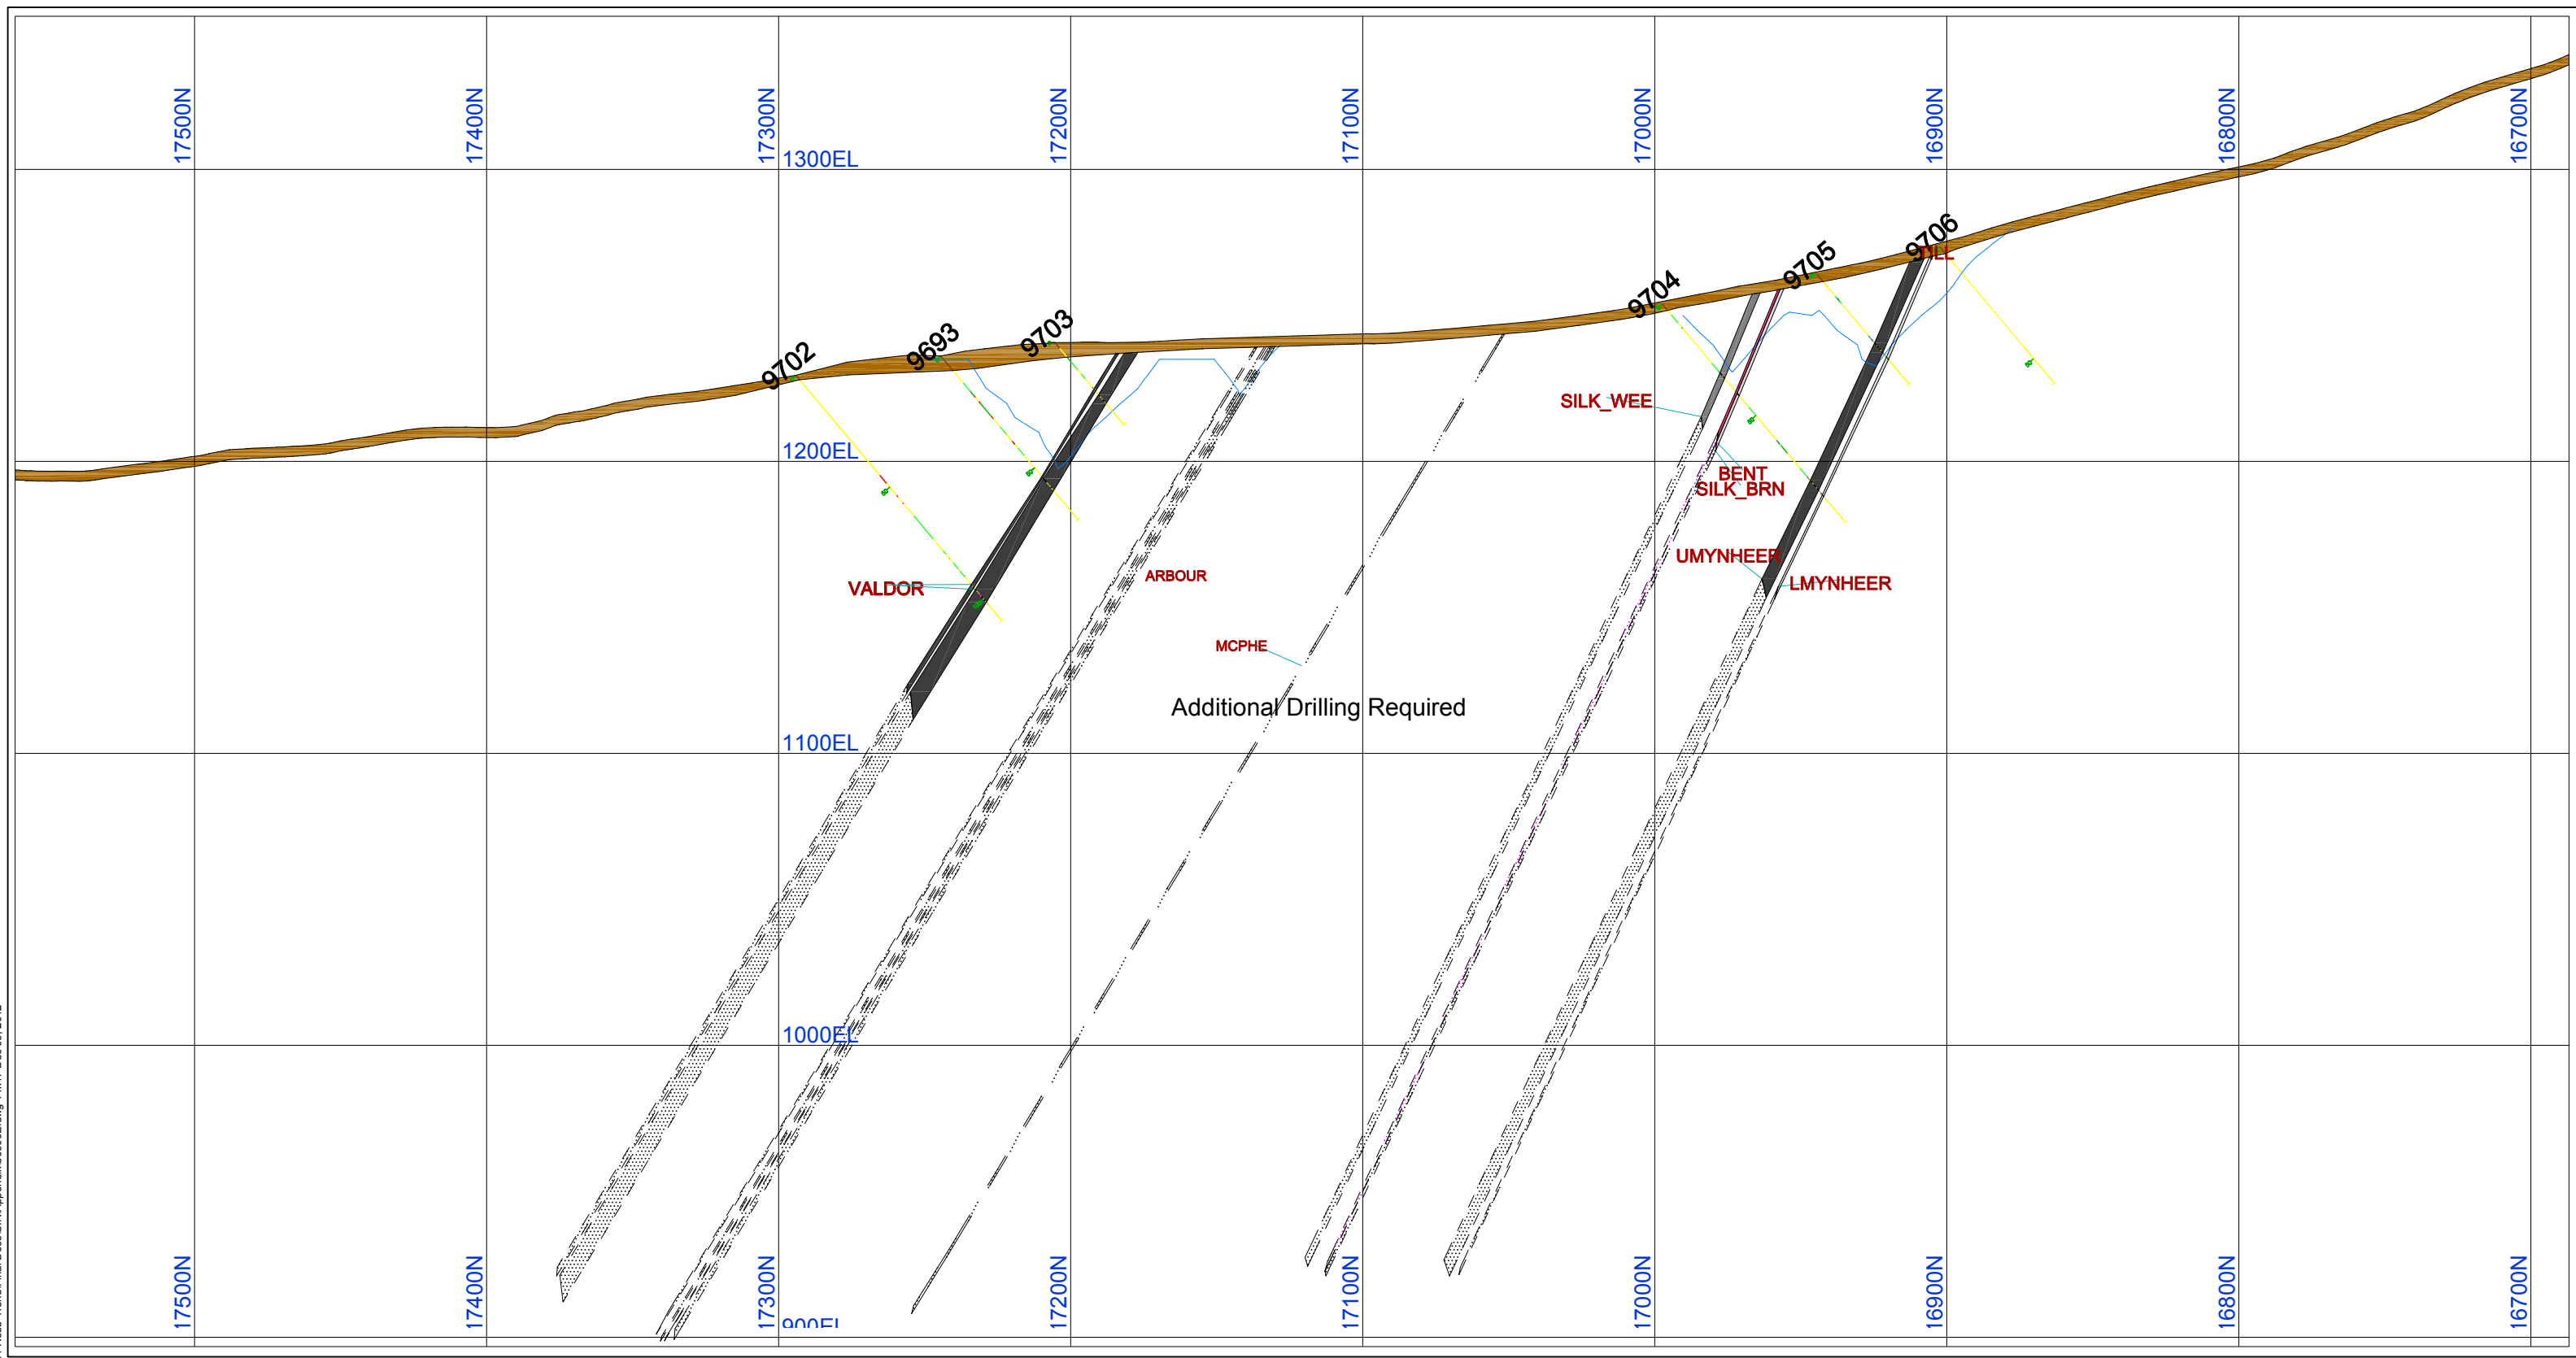 17500N
17400N
17300N
17200N
17100N
17000N
16900N
16800N
16700N
1300EL
9706
TILL
9705
9704
9703
9693
9702
SILK_WEE
1200EL
BENT
SILK_BRN
UMYNHEER
LMYNHEER
ARBOUR
VALDOR
MCPHE
Additional Drilling Required
1100EL
1000EL
17500N
17400N
17300N
17200N
17100N
17000N
16900N
16800N
16700N
900EL